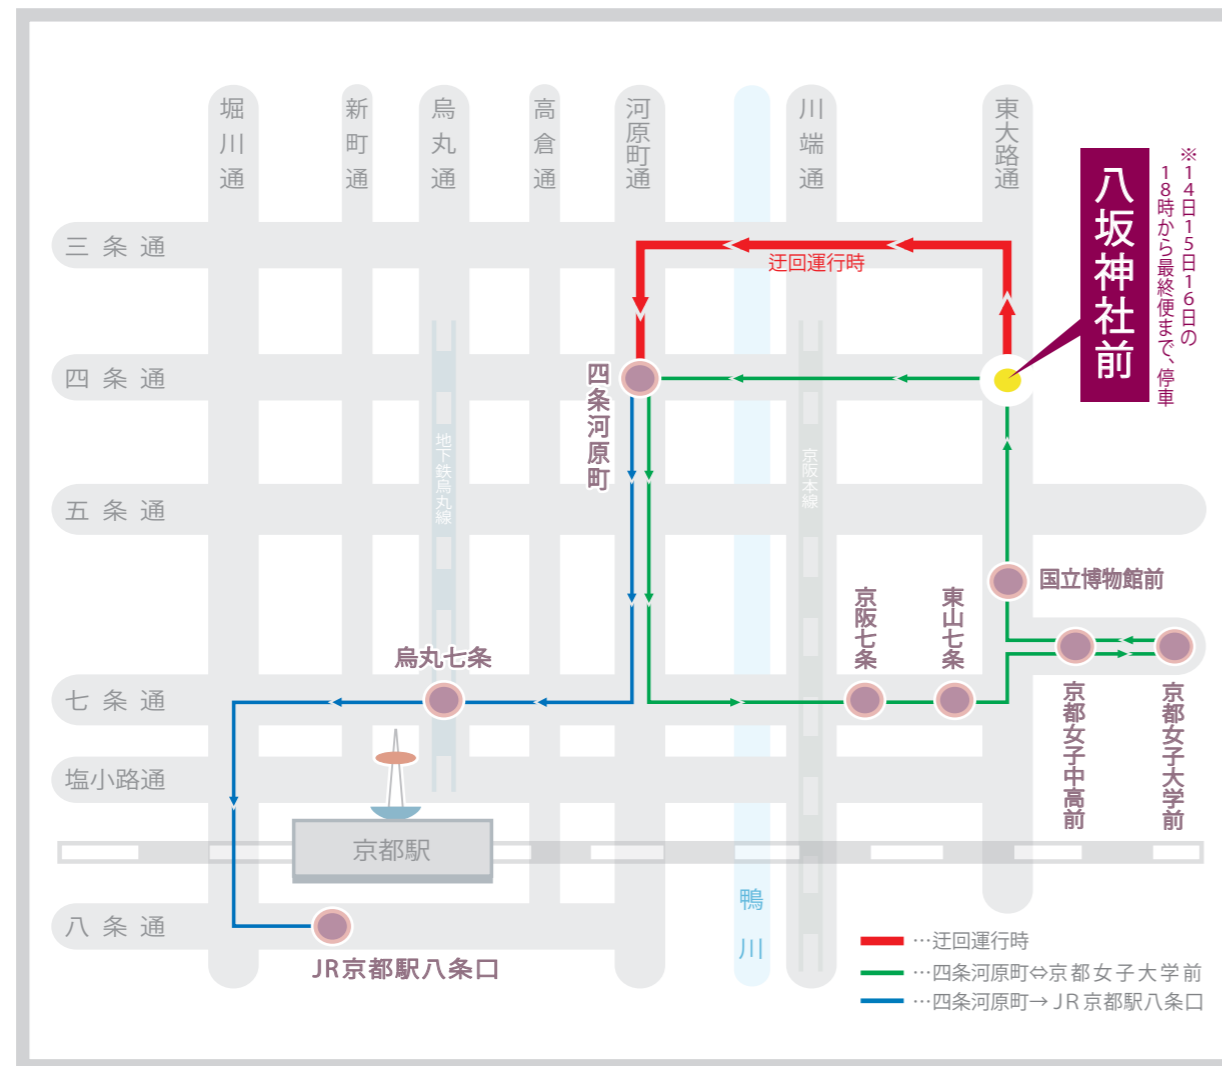 堀川通
新町通
烏丸通
高倉通
河原町通
川端通
東大路通
※14日15日16日の
18時から最終便まで、停車
八坂神社前
三条通
迂回運行時
四条通
四条河原町
地下鉄烏丸線
京阪本線
五条通
国立博物館前
京阪七条
東山七条
烏丸七条
七条通
京都女子中高前
京都女子大学前
塩小路通
京都駅
鴨川
八条通
JR京都駅八条口
…迂回運行時
…四条河原町⇔京都女子大学前
…四条河原町→JR京都駅八条口